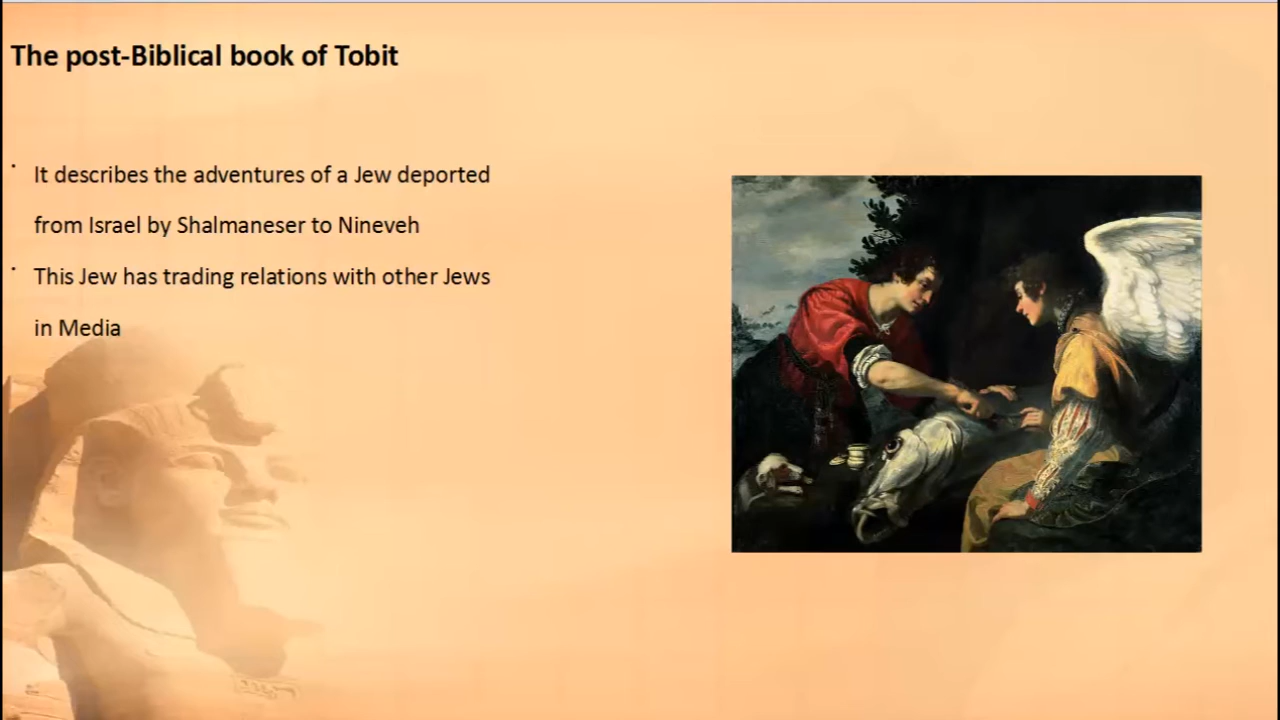 The post-Biblical book of Tobit
· It describes the adventures of a Jew deported
from Israel by Shalmaneser to Nineveh
· This Jew has trading relations with other Jews
in Media